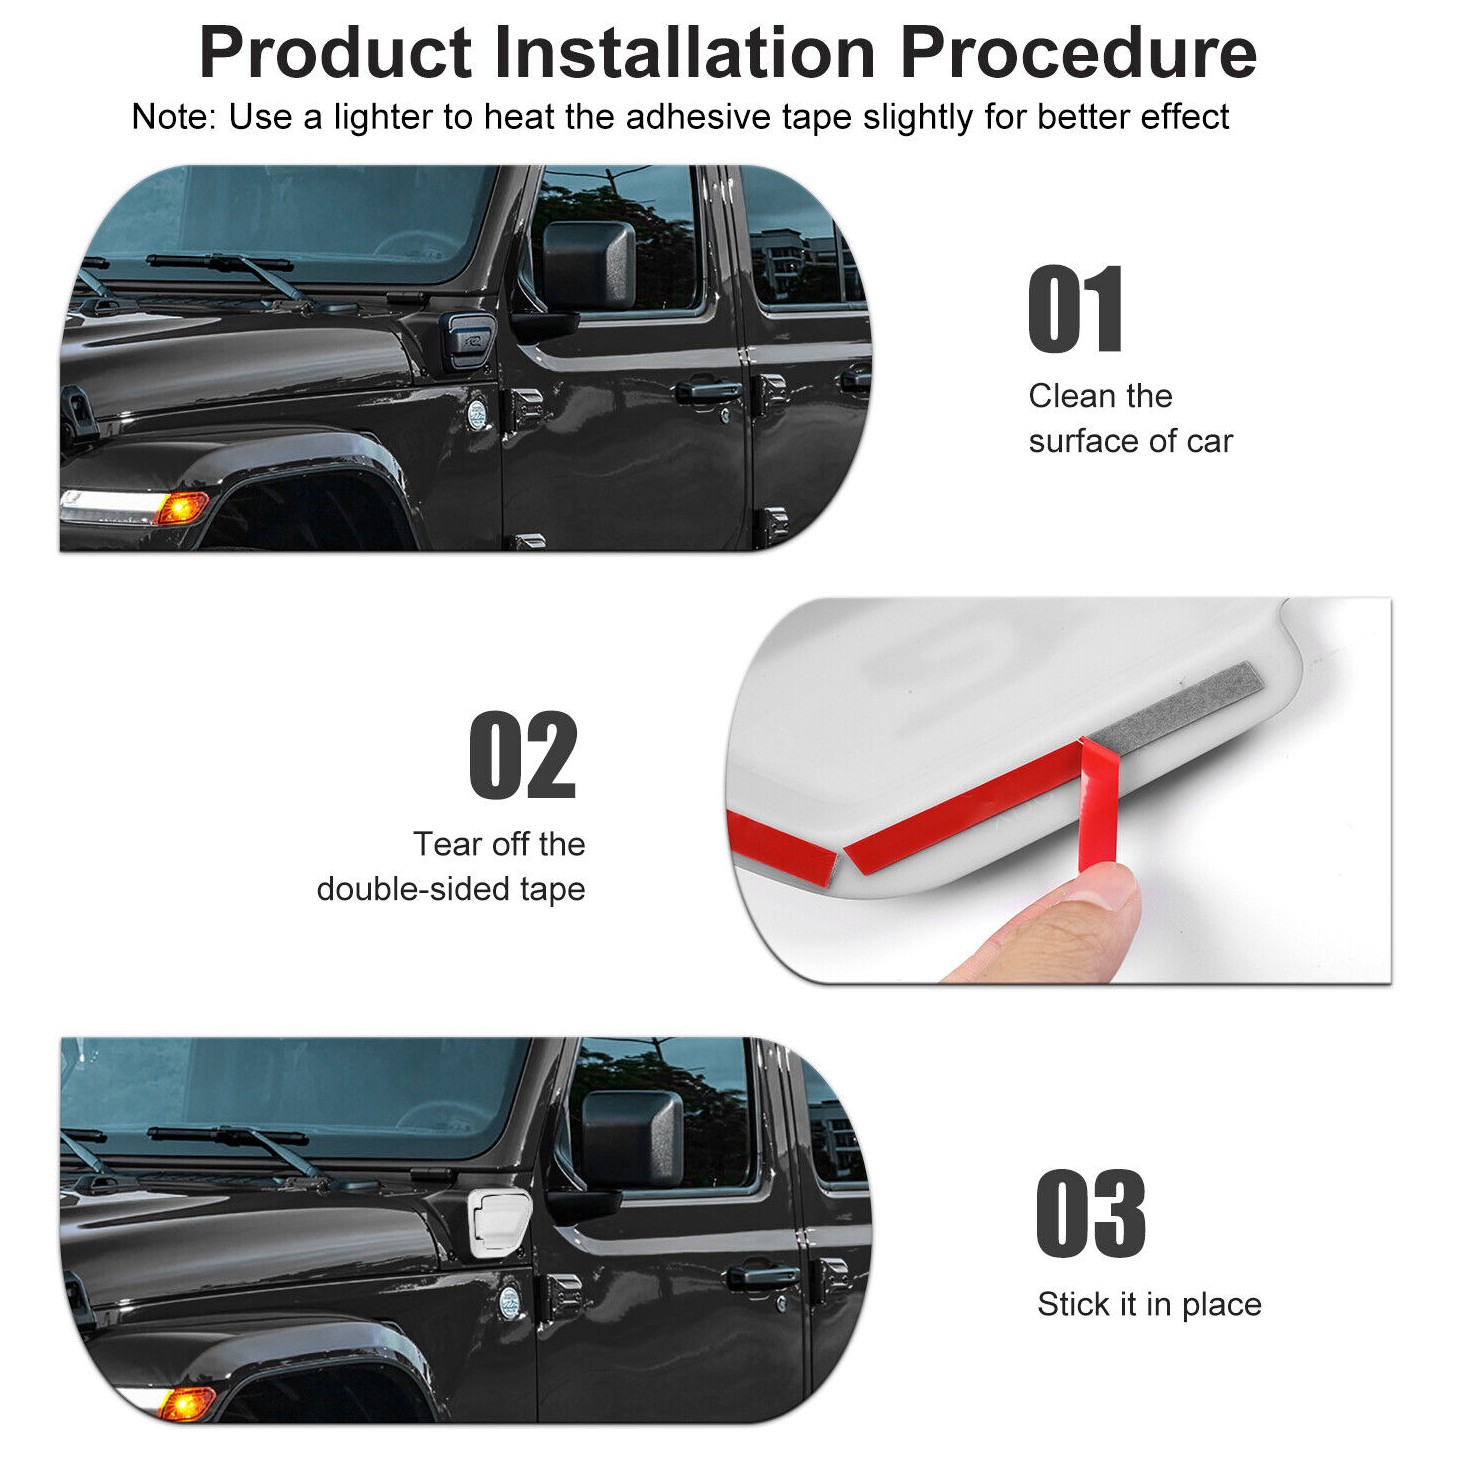 Product Installation Procedure
Note: Use a lighter to heat the adhesive tape slightly for better effect
01
Clean the
surface of car
02
Tear off the
double-sided tape
03
Stick it in place